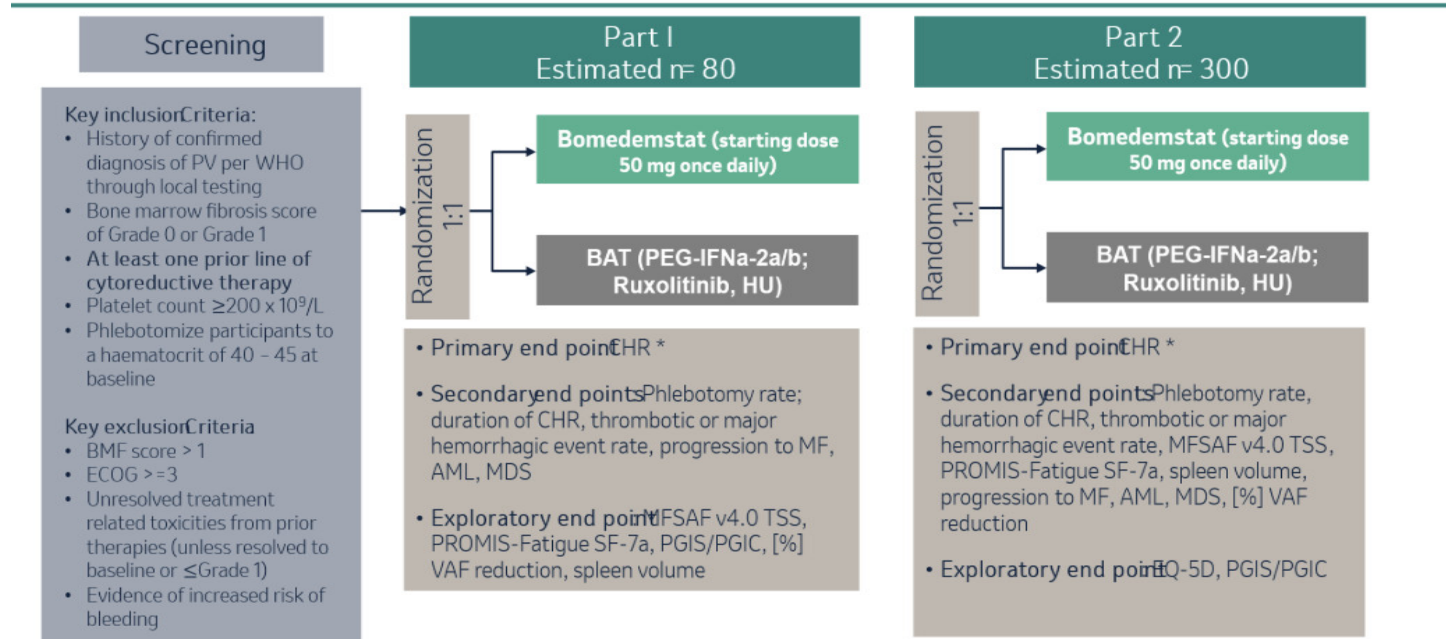 Screening
Key inclusion Criteria:
• History of confirmed
diagnosis of PV per WHO
through local testing
• Bone marrow fibrosis score
of Grade 0 or Grade 1
• At least one prior line of
cytoreductive therapy
• Platelet count ≥200 x 10⁹/L
• Phlebotomize participants to
a haematocrit of 40 – 45 at
baseline
Key exclusion Criteria
• BMF score > 1
• ECOG >=3
• Unresolved treatment
related toxicities from prior
therapies (unless resolved to
baseline or ≤Grade 1)
• Evidence of increased risk of
bleeding
Part I
Estimated n= 80
Randomization
1:1
Bomedemstat (starting dose
50 mg once daily)
BAT (PEG-IFNa-2a/b;
Ruxolitinib, HU)
• Primary end point: CHR *
• Secondary end points: Phlebotomy rate;
duration of CHR, thrombotic or major
hemorrhagic event rate, progression to MF,
AML, MDS
• Exploratory end point: MFSAF v4.0 TSS,
PROMIS-Fatigue SF-7a, PGIS/PGIC, [%]
VAF reduction, spleen volume
Part 2
Estimated n= 300
Randomization
1:1
Bomedemstat (starting dose
50 mg once daily)
BAT (PEG-IFNa-2a/b;
Ruxolitinib, HU)
• Primary end point: CHR *
• Secondary end points: Phlebotomy rate,
duration of CHR, thrombotic or major
hemorrhagic event rate, MFSAF v4.0 TSS,
PROMIS-Fatigue SF-7a, spleen volume,
progression to MF, AML, MDS, [%] VAF
reduction
• Exploratory end point: EQ-5D, PGIS/PGIC